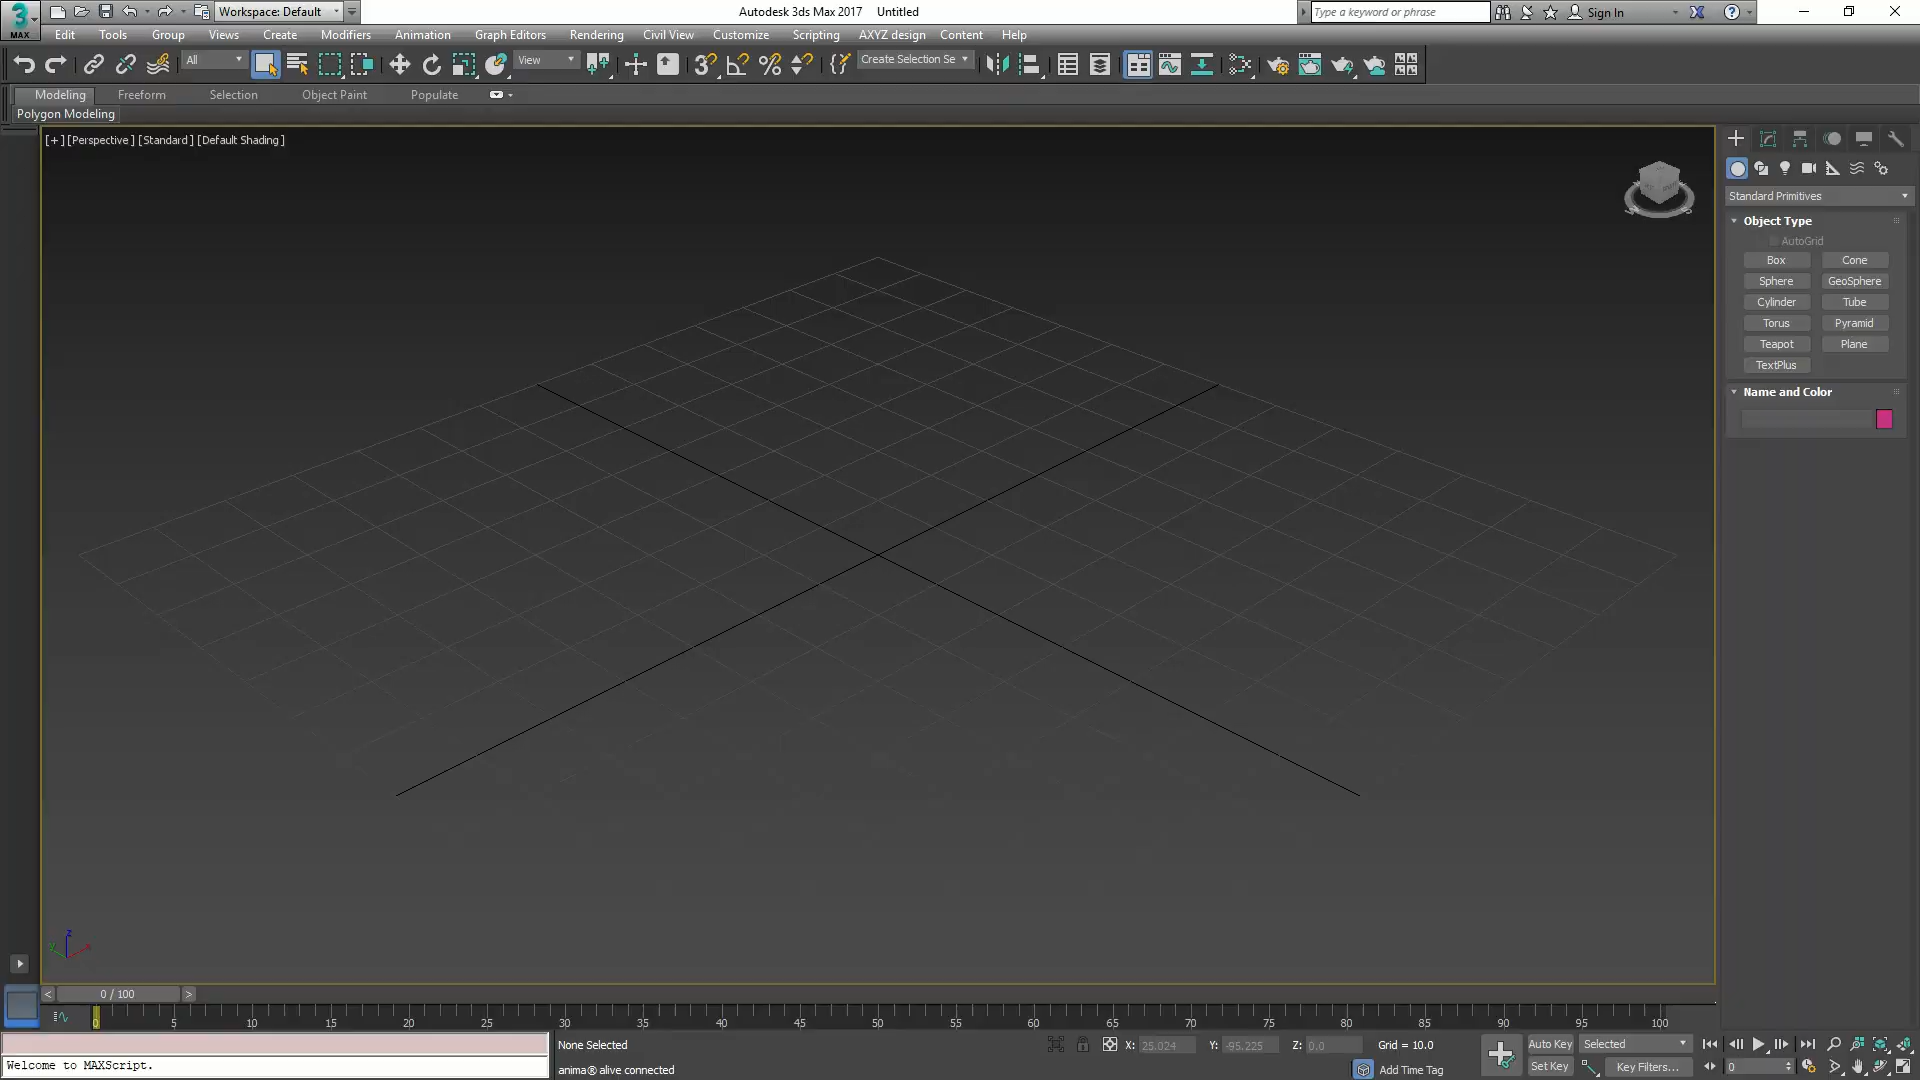 Workspace: Default
Autodesk 3ds Max 2017 Untitled
Type a keyword or phrase
Sign In
MAX
Edit Tools Group Views Create Modifiers Animation Graph Editors Rendering Civil View Customize Scripting AXYZ design Content Help
All
View
Create Selection Se
Modeling Freeform Selection Object Paint Populate
Polygon Modeling
[+] [Perspective] [Standard] [Default Shading]
Standard Primitives
Object Type
AutoGrid
Box Cone
Sphere GeoSphere
Cylinder Tube
Torus Pyramid
Teapot Plane
TextPlus
Name and Color
z
y
x
< 0 / 100 >
0 5 10 15 20 25 30 35 40 45 50 55 60 65 70 75 80 85 90 95 100
None Selected
X: 25.024 Y: -95.225 Z: 0.0 Grid = 10.0
Auto Key Selected
Welcome to MAXScript.
anima® alive connected
Add Time Tag
Set Key Key Filters... 0